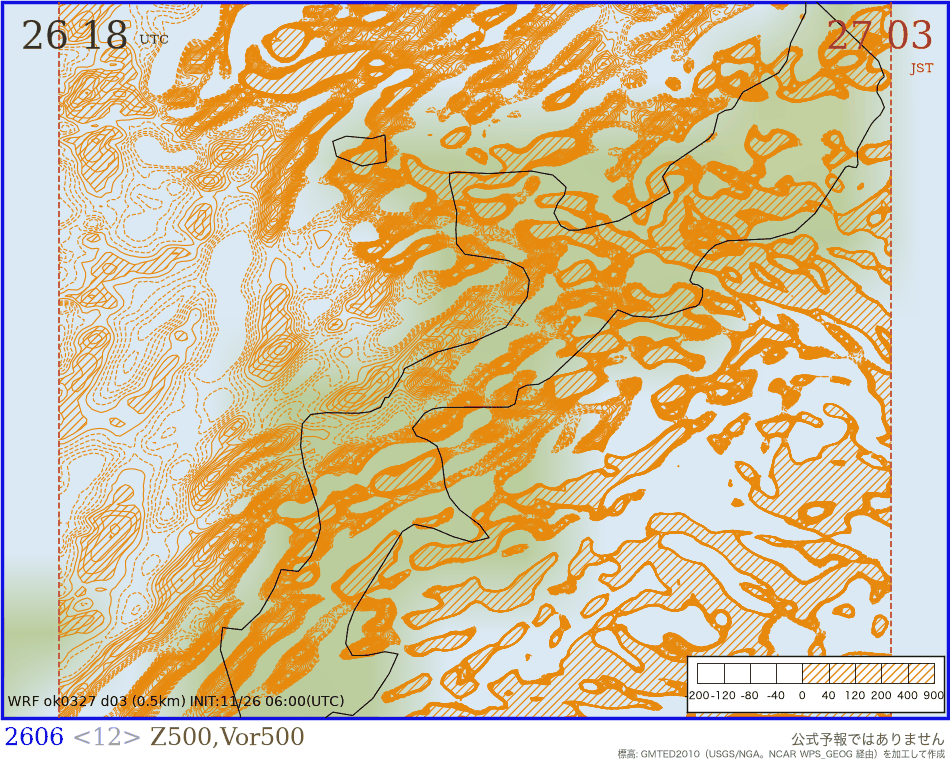 26 18 UTC
27 03
JST
-200 -120 -80 -40 0 40 120 200 400 900
WRF ok0327 d03 (0.5km) INIT:11/26 06:00(UTC)
2606 <12> Z500,Vor500
公式予報ではありません
標高: GMTED2010（USGS/NGA。NCAR WPS_GEOG 経由）を加工して作成